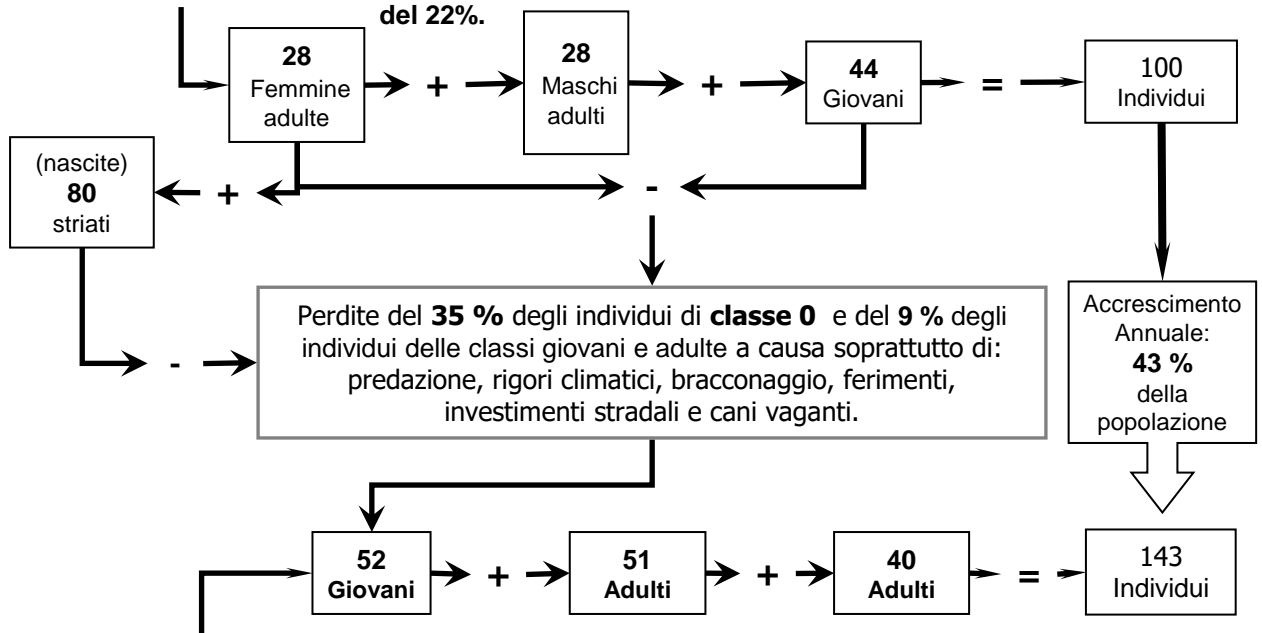 del 22%.
28
Femmine
adulte
+
28
Maschi
adulti
+
44
Giovani
=
100
Individui
(nascite)
80
striati
+
-
Perdite del 35 % degli individui di classe 0 e del 9 % degli
individui delle classi giovani e adulte a causa soprattutto di:
predazione, rigori climatici, bracconaggio, ferimenti,
investimenti stradali e cani vaganti.
-
Accrescimento
Annuale:
43 %
della
popolazione
52
Giovani
+
51
Adulti
+
40
Adulti
=
143
Individui